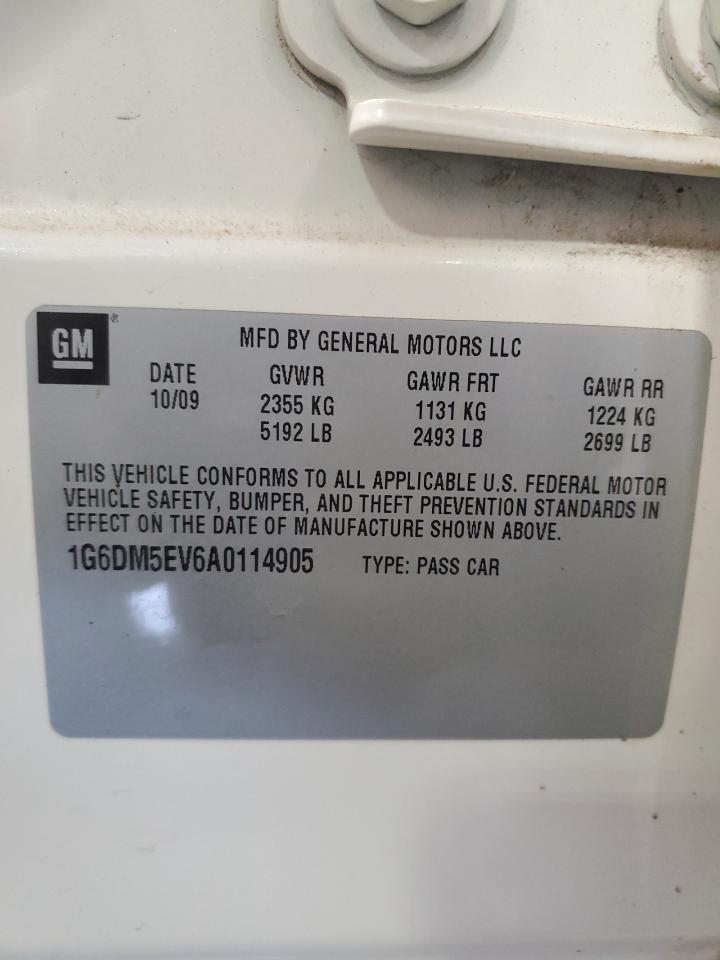 GM ®
MFD BY GENERAL MOTORS LLC
DATE GVWR GAWR FRT GAWR RR
10/09 2355 KG 1131 KG 1224 KG
5192 LB 2493 LB 2699 LB
THIS VEHICLE CONFORMS TO ALL APPLICABLE U.S. FEDERAL MOTOR
VEHICLE SAFETY, BUMPER, AND THEFT PREVENTION STANDARDS IN
EFFECT ON THE DATE OF MANUFACTURE SHOWN ABOVE.
1G6DM5EV6A0114905 TYPE: PASS CAR